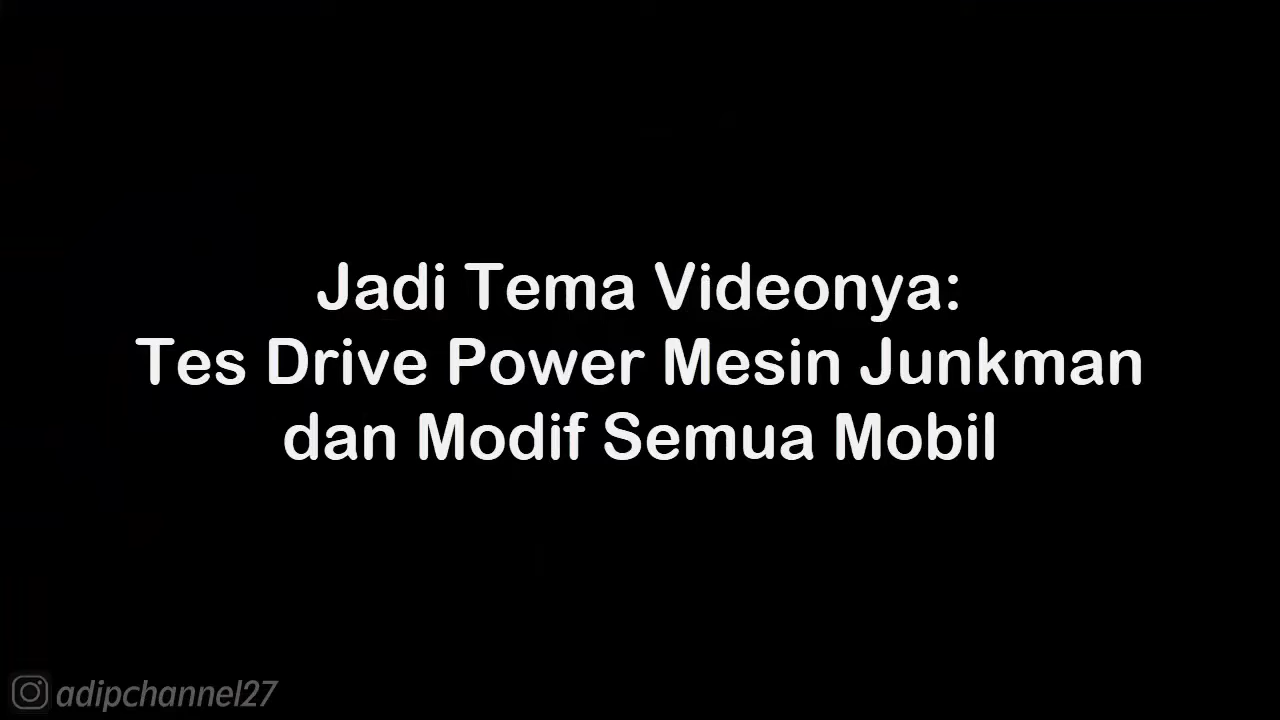 Jadi Tema Videonya:
Tes Drive Power Mesin Junkman
dan Modif Semua Mobil
adipchannel27